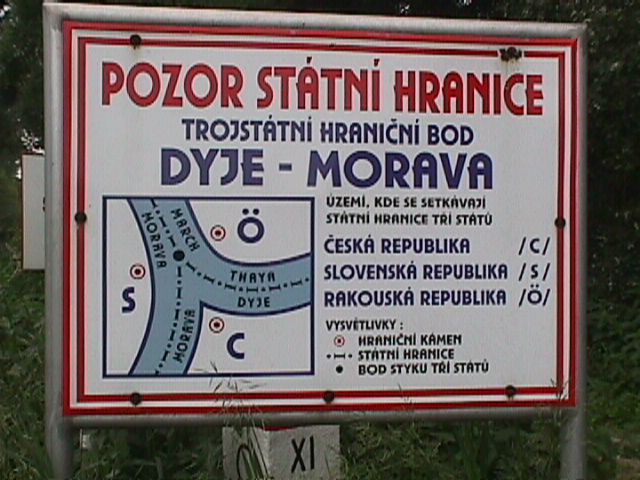 POZOR STÁTNÍ HRANICE
TROJSTÁTNÍ HRANIČNÍ BOD
DYJE - MORAVA
ÚZEMÍ, KDE SE SETKÁVAJÍ
STÁTNÍ HRANICE TŘÍ STÁTŮ
ČESKÁ REPUBLIKA /C/
SLOVENSKÁ REPUBLIKA /S/
RAKOUSKÁ REPUBLIKA /Ö/
VYSVĚTLIVKY :
HRANIČNÍ KÁMEN
STÁTNÍ HRANICE
BOD STYKU TŘÍ STÁTŮ
MARCH
MORAVA
Ö
THAYA
DYJE
S
MORAVA
C
C XI